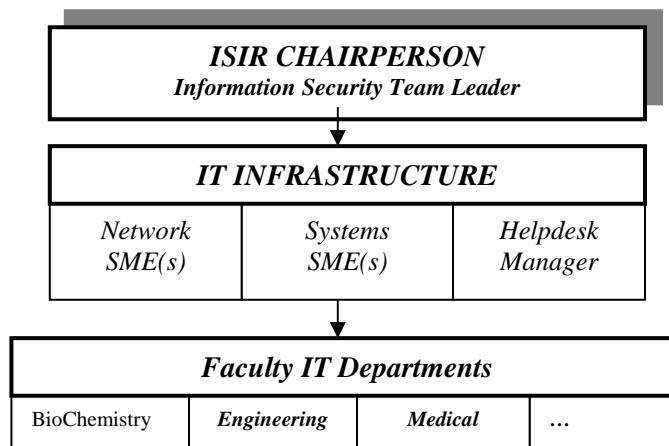 ISIR CHAIRPERSON
Information Security Team Leader
IT INFRASTRUCTURE
Network
SME(s)
Systems
SME(s)
Helpdesk
Manager
Faculty IT Departments
BioChemistry
Engineering
Medical
...